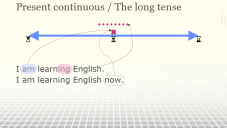 Present continuous / The long tense
I am learning English.
I am learning English now.